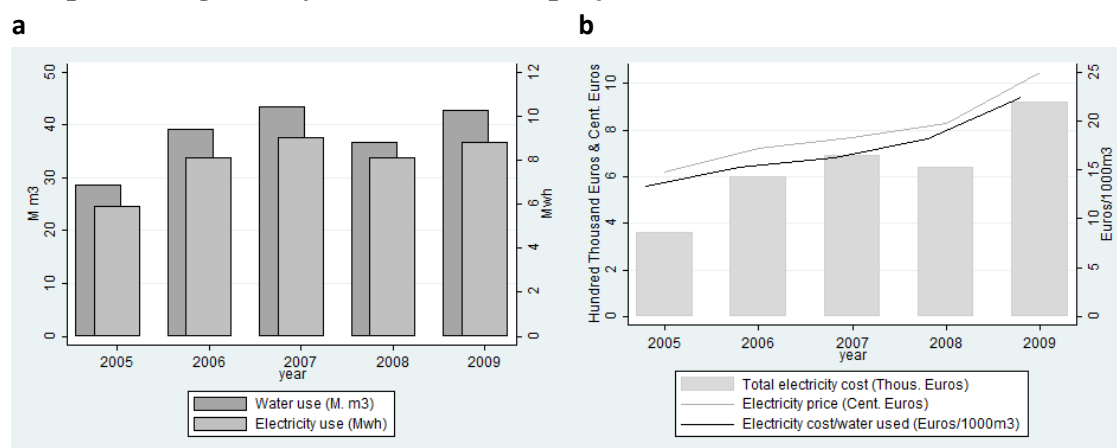 a
M m3
50
40
30
20
10
0
Mwh
12
10
8
6
4
2
0
2005 2006 2007 2008 2009
year
Water use (M. m3)
Electricity use (Mwh)
b
Hundred Thousand Euros & Cent. Euros
10
8
6
4
2
0
Euros/1000m3
25
20
15
10
5
0
2005 2006 2007 2008 2009
year
Total electricity cost (Thous. Euros)
Electricity price (Cent. Euros)
Electricity cost/water used (Euros/1000m3)